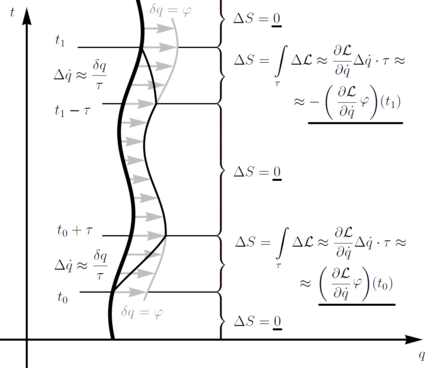 t
δq = φ
ΔS = 0
t₁
ΔS = ∫_τ Δℒ ≈ ∂ℒ/∂q̇ Δq̇ · τ ≈
Δq̇ ≈ δq/τ
≈ − (∂ℒ/∂q̇ φ)(t₁)
t₁ − τ
ΔS = 0
t₀ + τ
ΔS = ∫_τ Δℒ ≈ ∂ℒ/∂q̇ Δq̇ · τ ≈
Δq̇ ≈ δq/τ
≈ (∂ℒ/∂q̇ φ)(t₀)
t₀
δq = φ
ΔS = 0
q